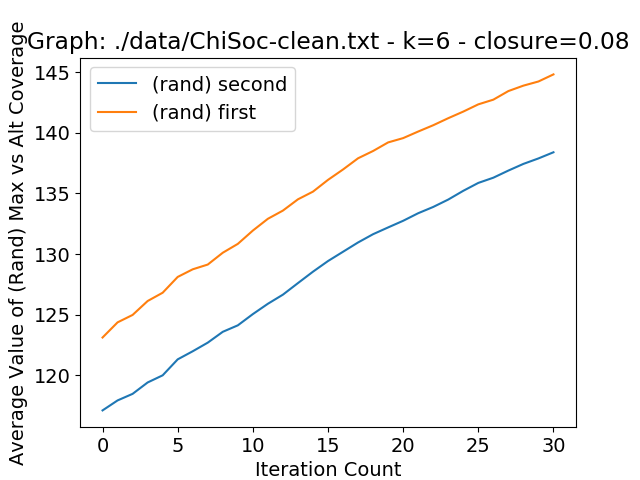 Graph: ./data/ChiSoc-clean.txt - k=6 - closure=0.08
Average Value of (Rand) Max vs Alt Coverage
(rand) second
(rand) first
145
140
135
130
125
120
0 5 10 15 20 25 30
Iteration Count